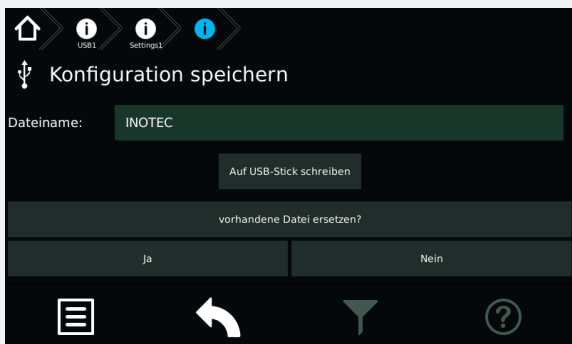 USB1
Settings1
Konfiguration speichern
Dateiname: INOTEC
Auf USB-Stick schreiben
vorhandene Datei ersetzen?
Ja Nein